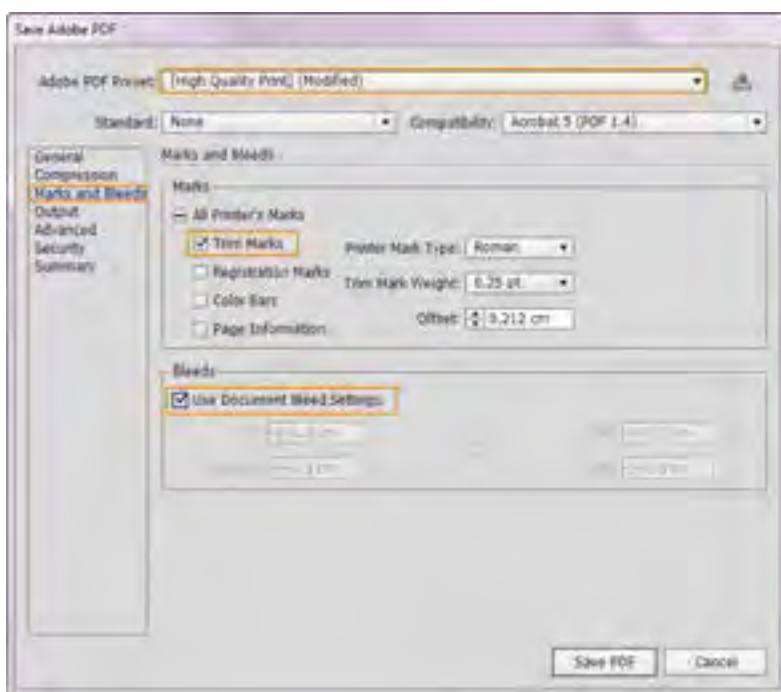 Save Adobe PDF
Adobe PDF Preset: [High Quality Print] (Modified)
Standard: None Compatibility: Acrobat 5 (PDF 1.4)
General
Compression
Marks and Bleeds
Output
Advanced
Security
Summary
Marks and Bleeds
Marks
All Printer's Marks
Trim Marks
Registration Marks
Color Bars
Page Information
Printer Mark Type: Roman
Trim Mark Weight: 0.25 pt
Offset: 0.212 cm
Bleeds
Use Document Bleed Settings
Save PDF Cancel